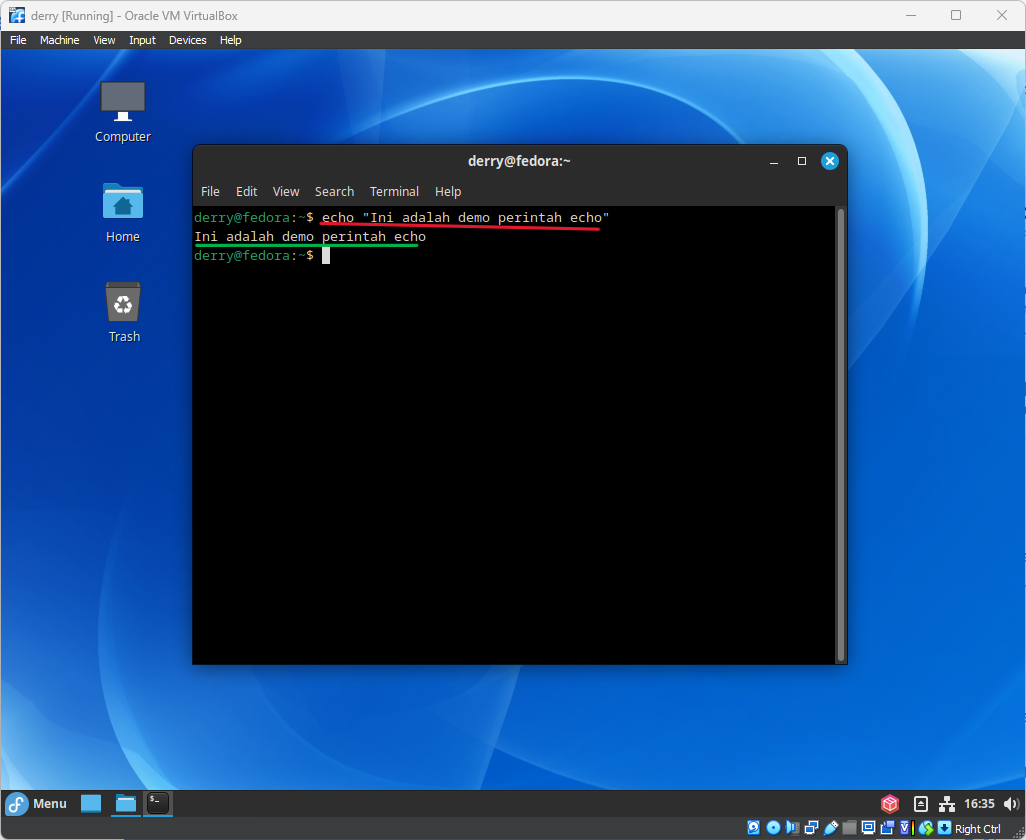 derry [Running] - Oracle VM VirtualBox
File Machine View Input Devices Help
Computer
Home
Trash
derry@fedora:~
File Edit View Search Terminal Help
derry@fedora:~$ echo "Ini adalah demo perintah echo"
Ini adalah demo perintah echo
derry@fedora:~$
Menu
16:35
Right Ctrl